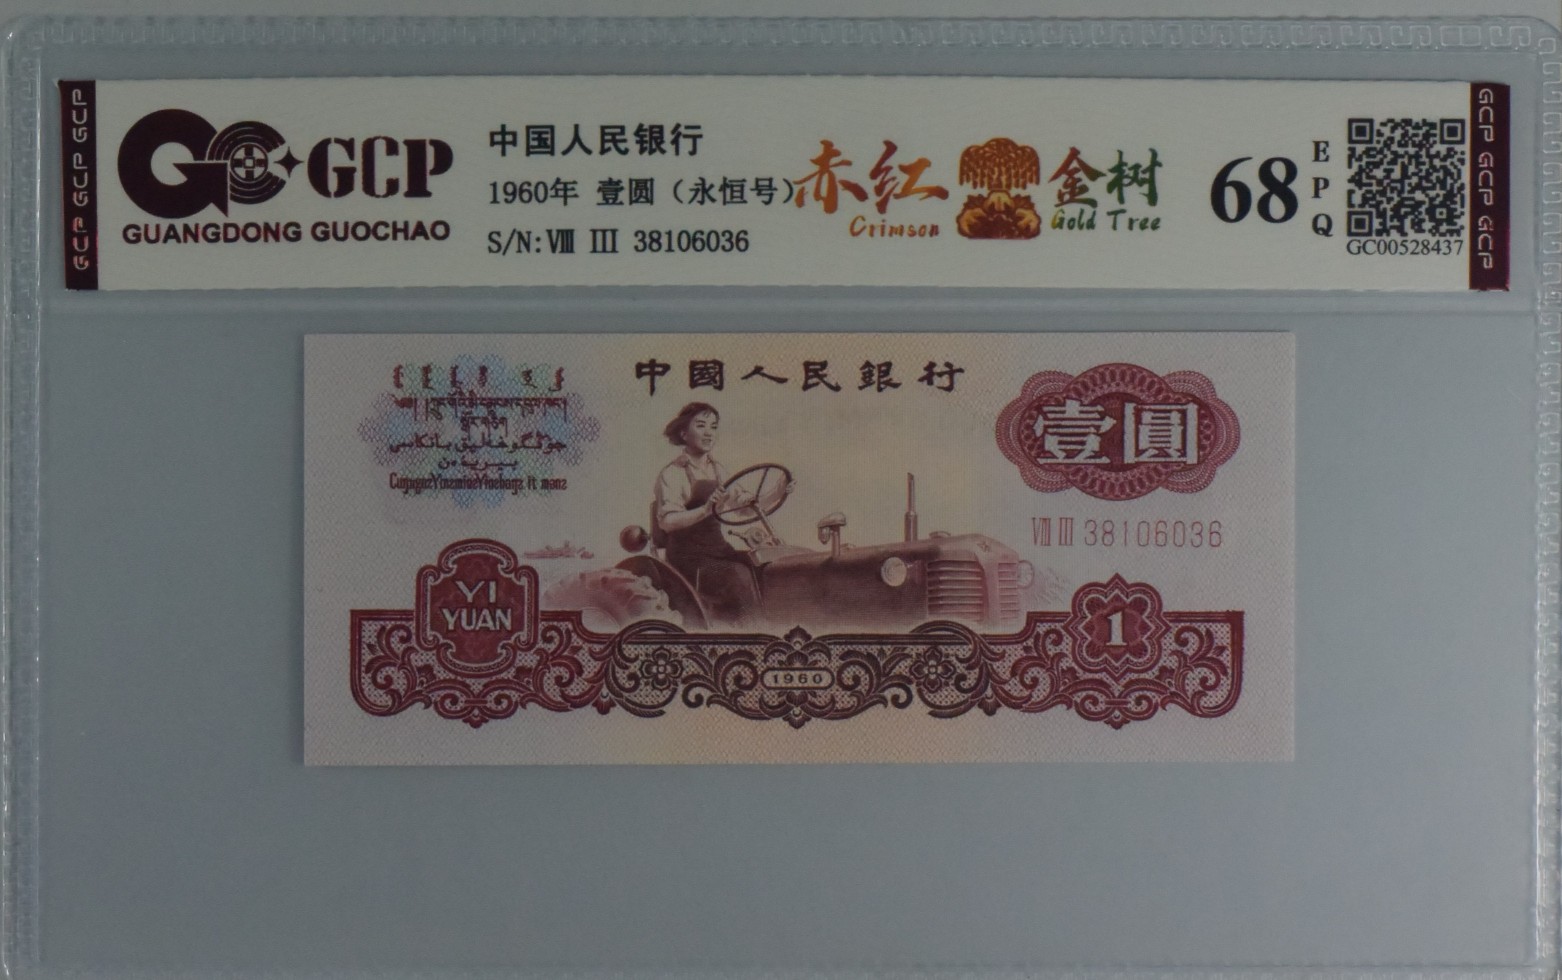 GCP GCP GCP
GCP
GUANGDONG GUOCHAO
中国人民银行
1960年 壹圆（永恒号）
S/N:Ⅷ Ⅲ 38106036
赤红 金树
Crimson Gold Tree
68
EPQ
GC00528437
GCP GCP GCP
中國人民銀行
壹圓
Ⅷ Ⅲ 38106036
YI
YUAN
1960
1